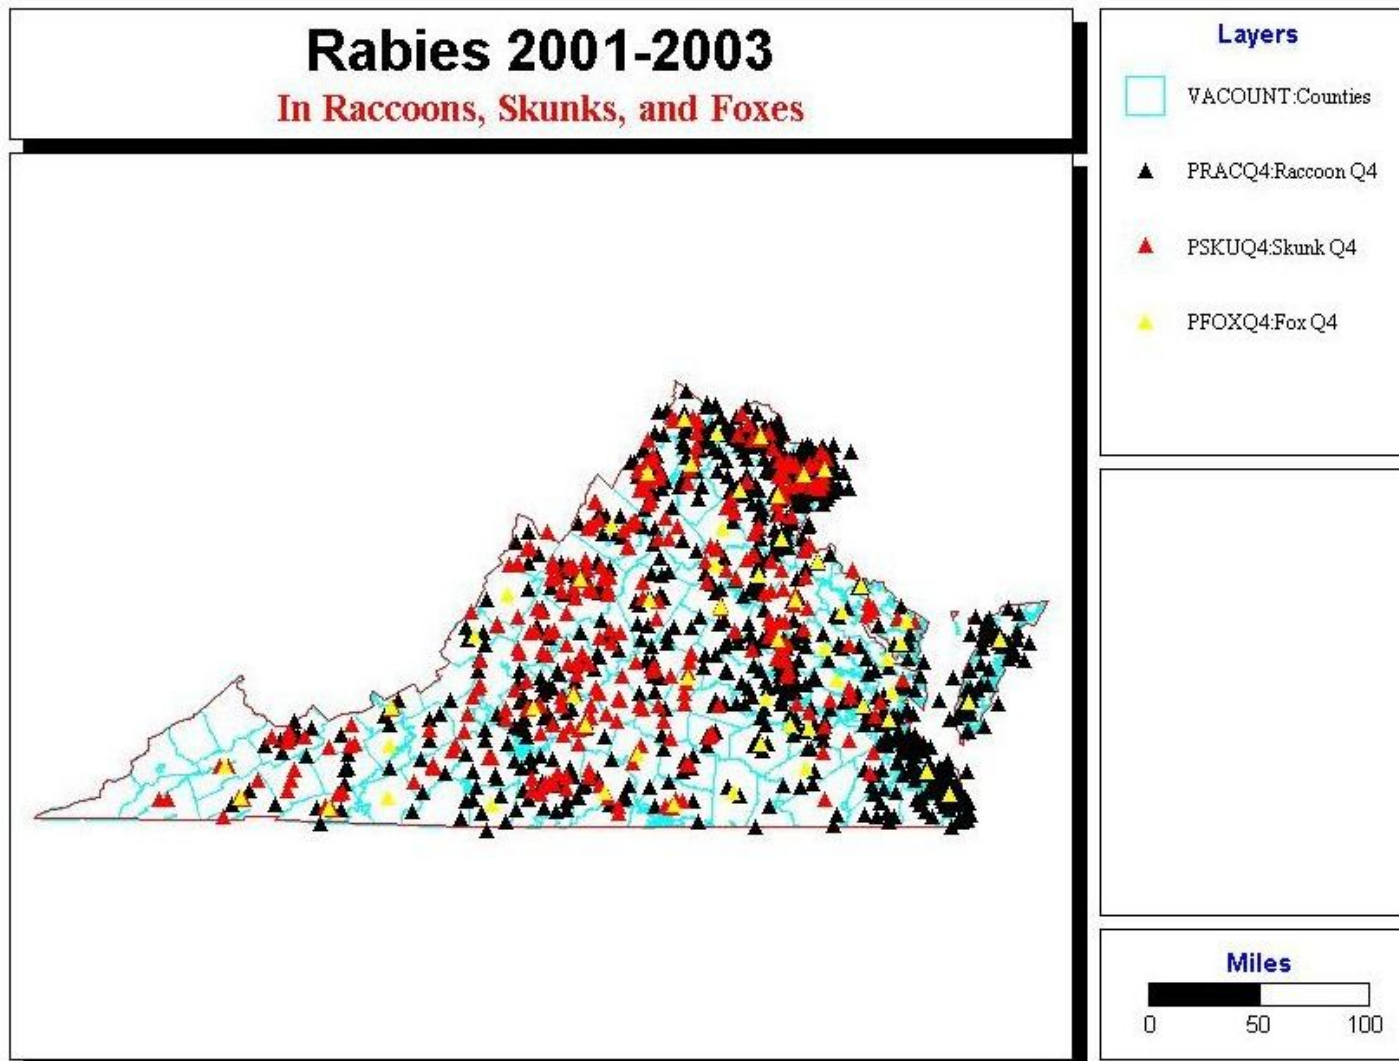 Rabies 2001-2003
In Raccoons, Skunks, and Foxes
Layers
VACOUNT:Counties
PRACQ4:Raccoon Q4
PSKUQ4:Skunk Q4
PFOXQ4:Fox Q4
Miles
0 50 100